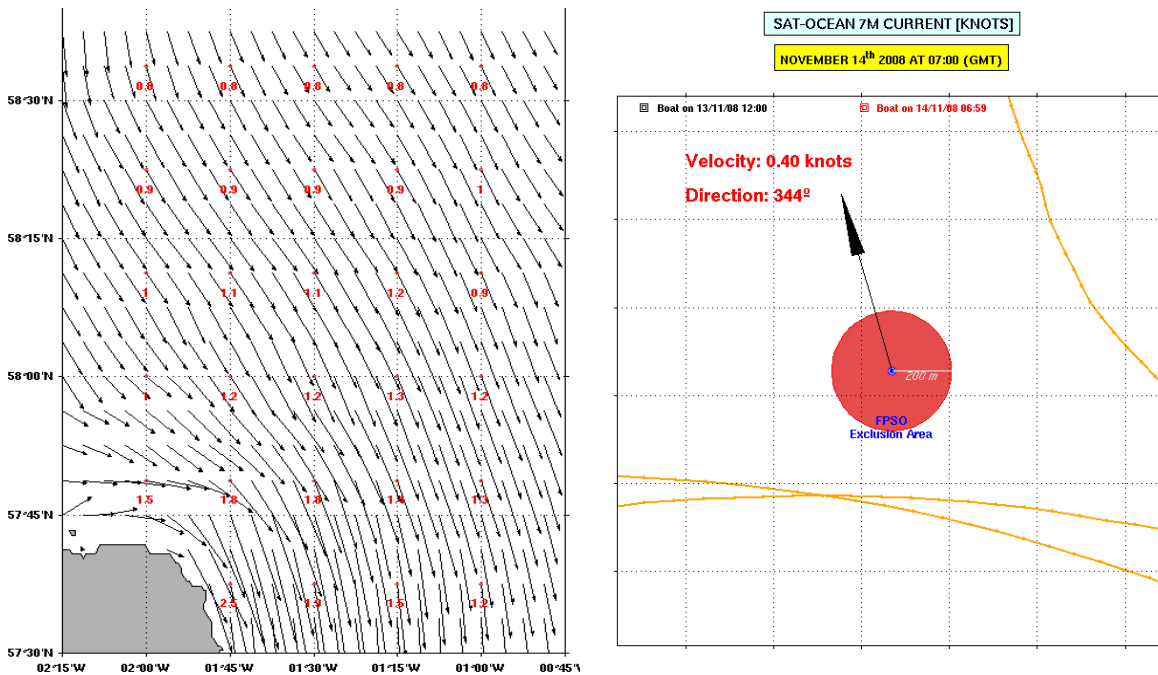 SAT-OCEAN 7M CURRENT [KNOTS]
NOVEMBER 14th 2008 AT 07:00 (GMT)
0.8 0.8 0.8 0.8 0.8
58°30'N
0.9 0.9 0.9 0.9 1
58°15'N
1 1.1 1.1 1.2 0.9
58°00'N
1 1.2 1.2 1.3 1.2
1.5 1.8 1.4 1.3
57°45'N
2.5 1.9 1.5 1.2
57°30'N
02°15'W 02°00'W 01°45'W 01°30'W 01°15'W 01°00'W 00°45'
Boat on 13/11/08 12:00 Boat on 14/11/08 06:59
Velocity: 0.40 knots
Direction: 344º
200 m
FPSO
Exclusion Area